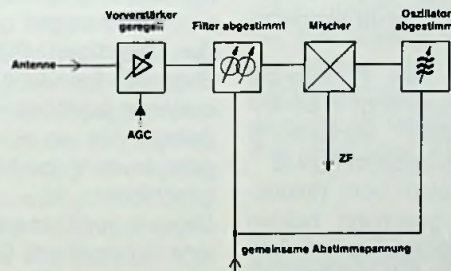 Vorverstärker
geregelt
Filter abgestimmt
Mischer
Oszillator
abgestimmt
Antenne
AGC
ZF
gemeinsame Abstimmspannung